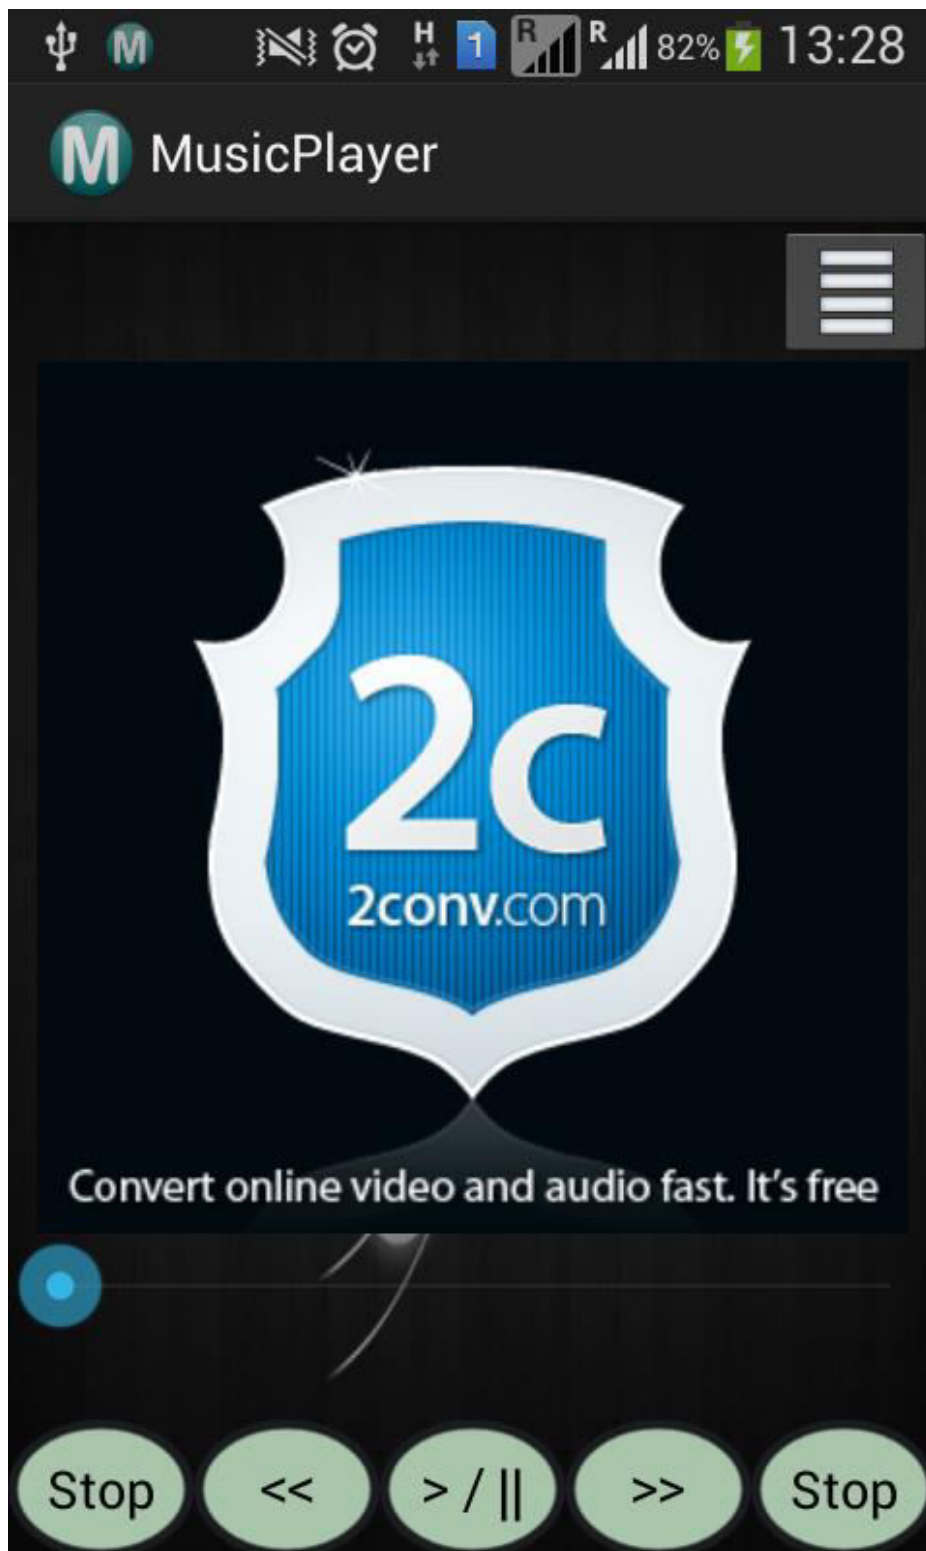 M H 1 R R 82% 13:28
M MusicPlayer
2c
2conv.com
Convert online video and audio fast. It's free
Stop << > / || >> Stop